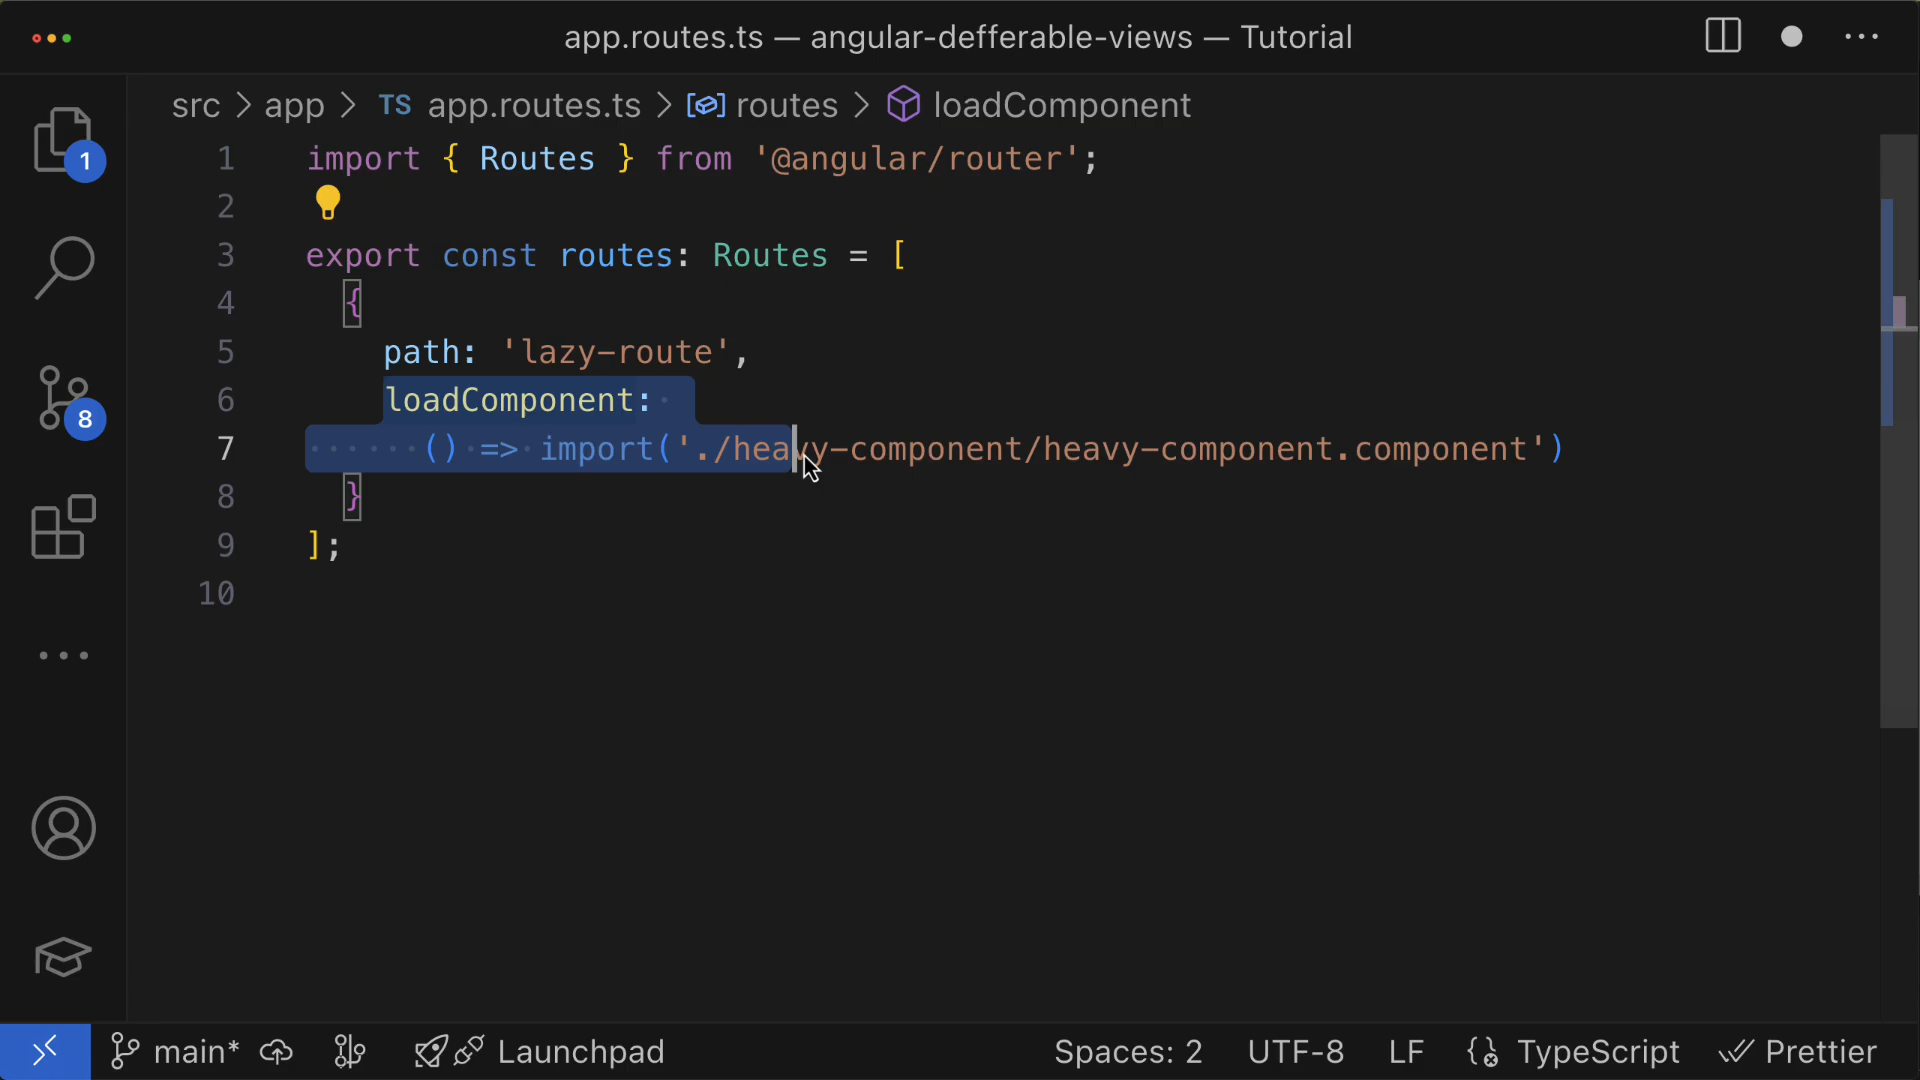 app.routes.ts — angular-defferable-views — Tutorial
src > app > TS app.routes.ts > routes > loadComponent
1 import { Routes } from '@angular/router';
2
3 export const routes: Routes = [
4 {
5 path: 'lazy-route',
6 loadComponent:
7 () => import('./heavy-component/heavy-component.component')
8 }
9 ];
10
1
8
main* Launchpad Spaces: 2 UTF-8 LF TypeScript Prettier